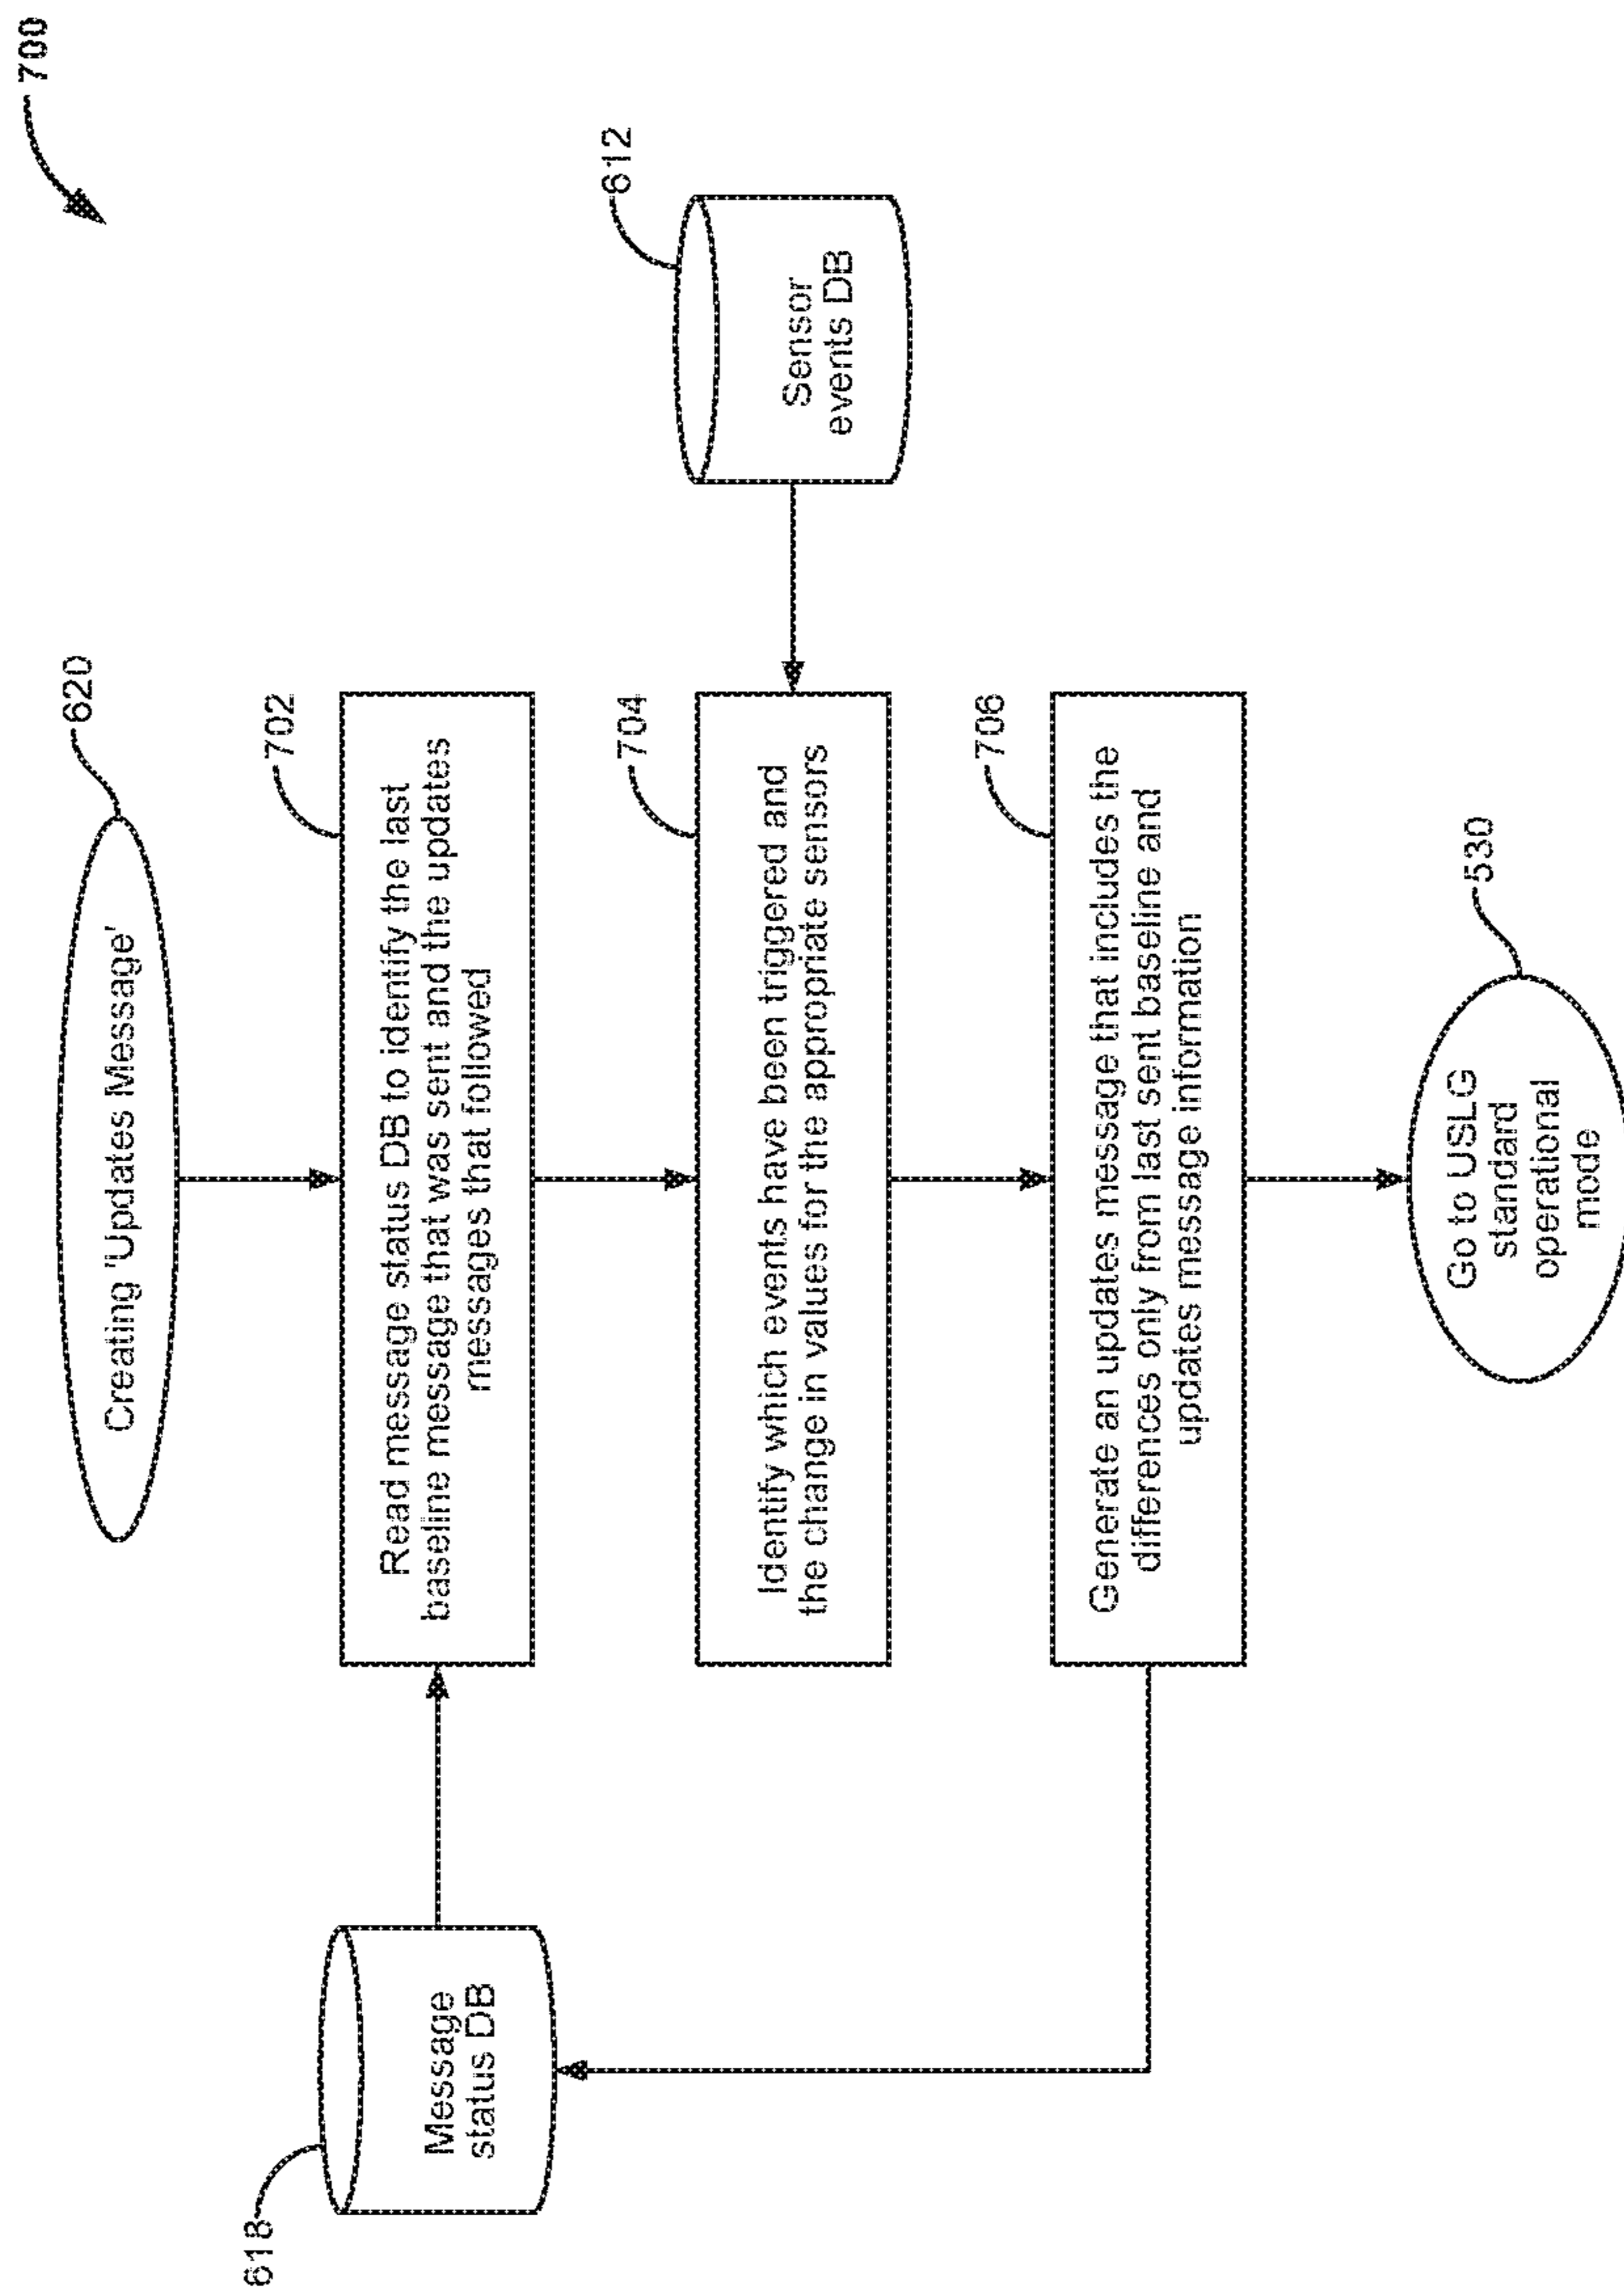 700
620
Creating 'Updates Message'
702
Read message status DB to identify the last
baseline message that was sent and the updates
messages that followed
618
Message
status DB
704
Identify which events have been triggered and
the change in values for the appropriate sensors
612
Sensor
events DB
706
Generate an updates message that includes the
differences only from last sent baseline and
updates message information
530
Go to USLG
standard
operational
mode